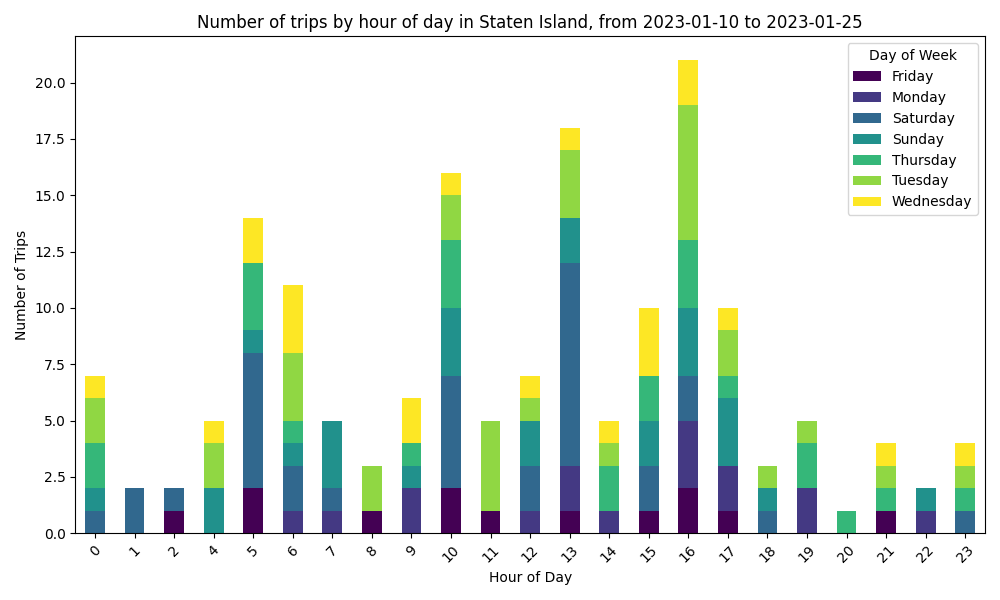 Number of trips by hour of day in Staten Island, from 2023-01-10 to 2023-01-25
Day of Week
Friday
Monday
Saturday
Sunday
Thursday
Tuesday
Wednesday
Number of Trips
20.0
17.5
15.0
12.5
10.0
7.5
5.0
2.5
0.0
0 1 2 4 5 6 7 8 9 10 11 12 13 14 15 16 17 18 19 20 21 22 23
Hour of Day